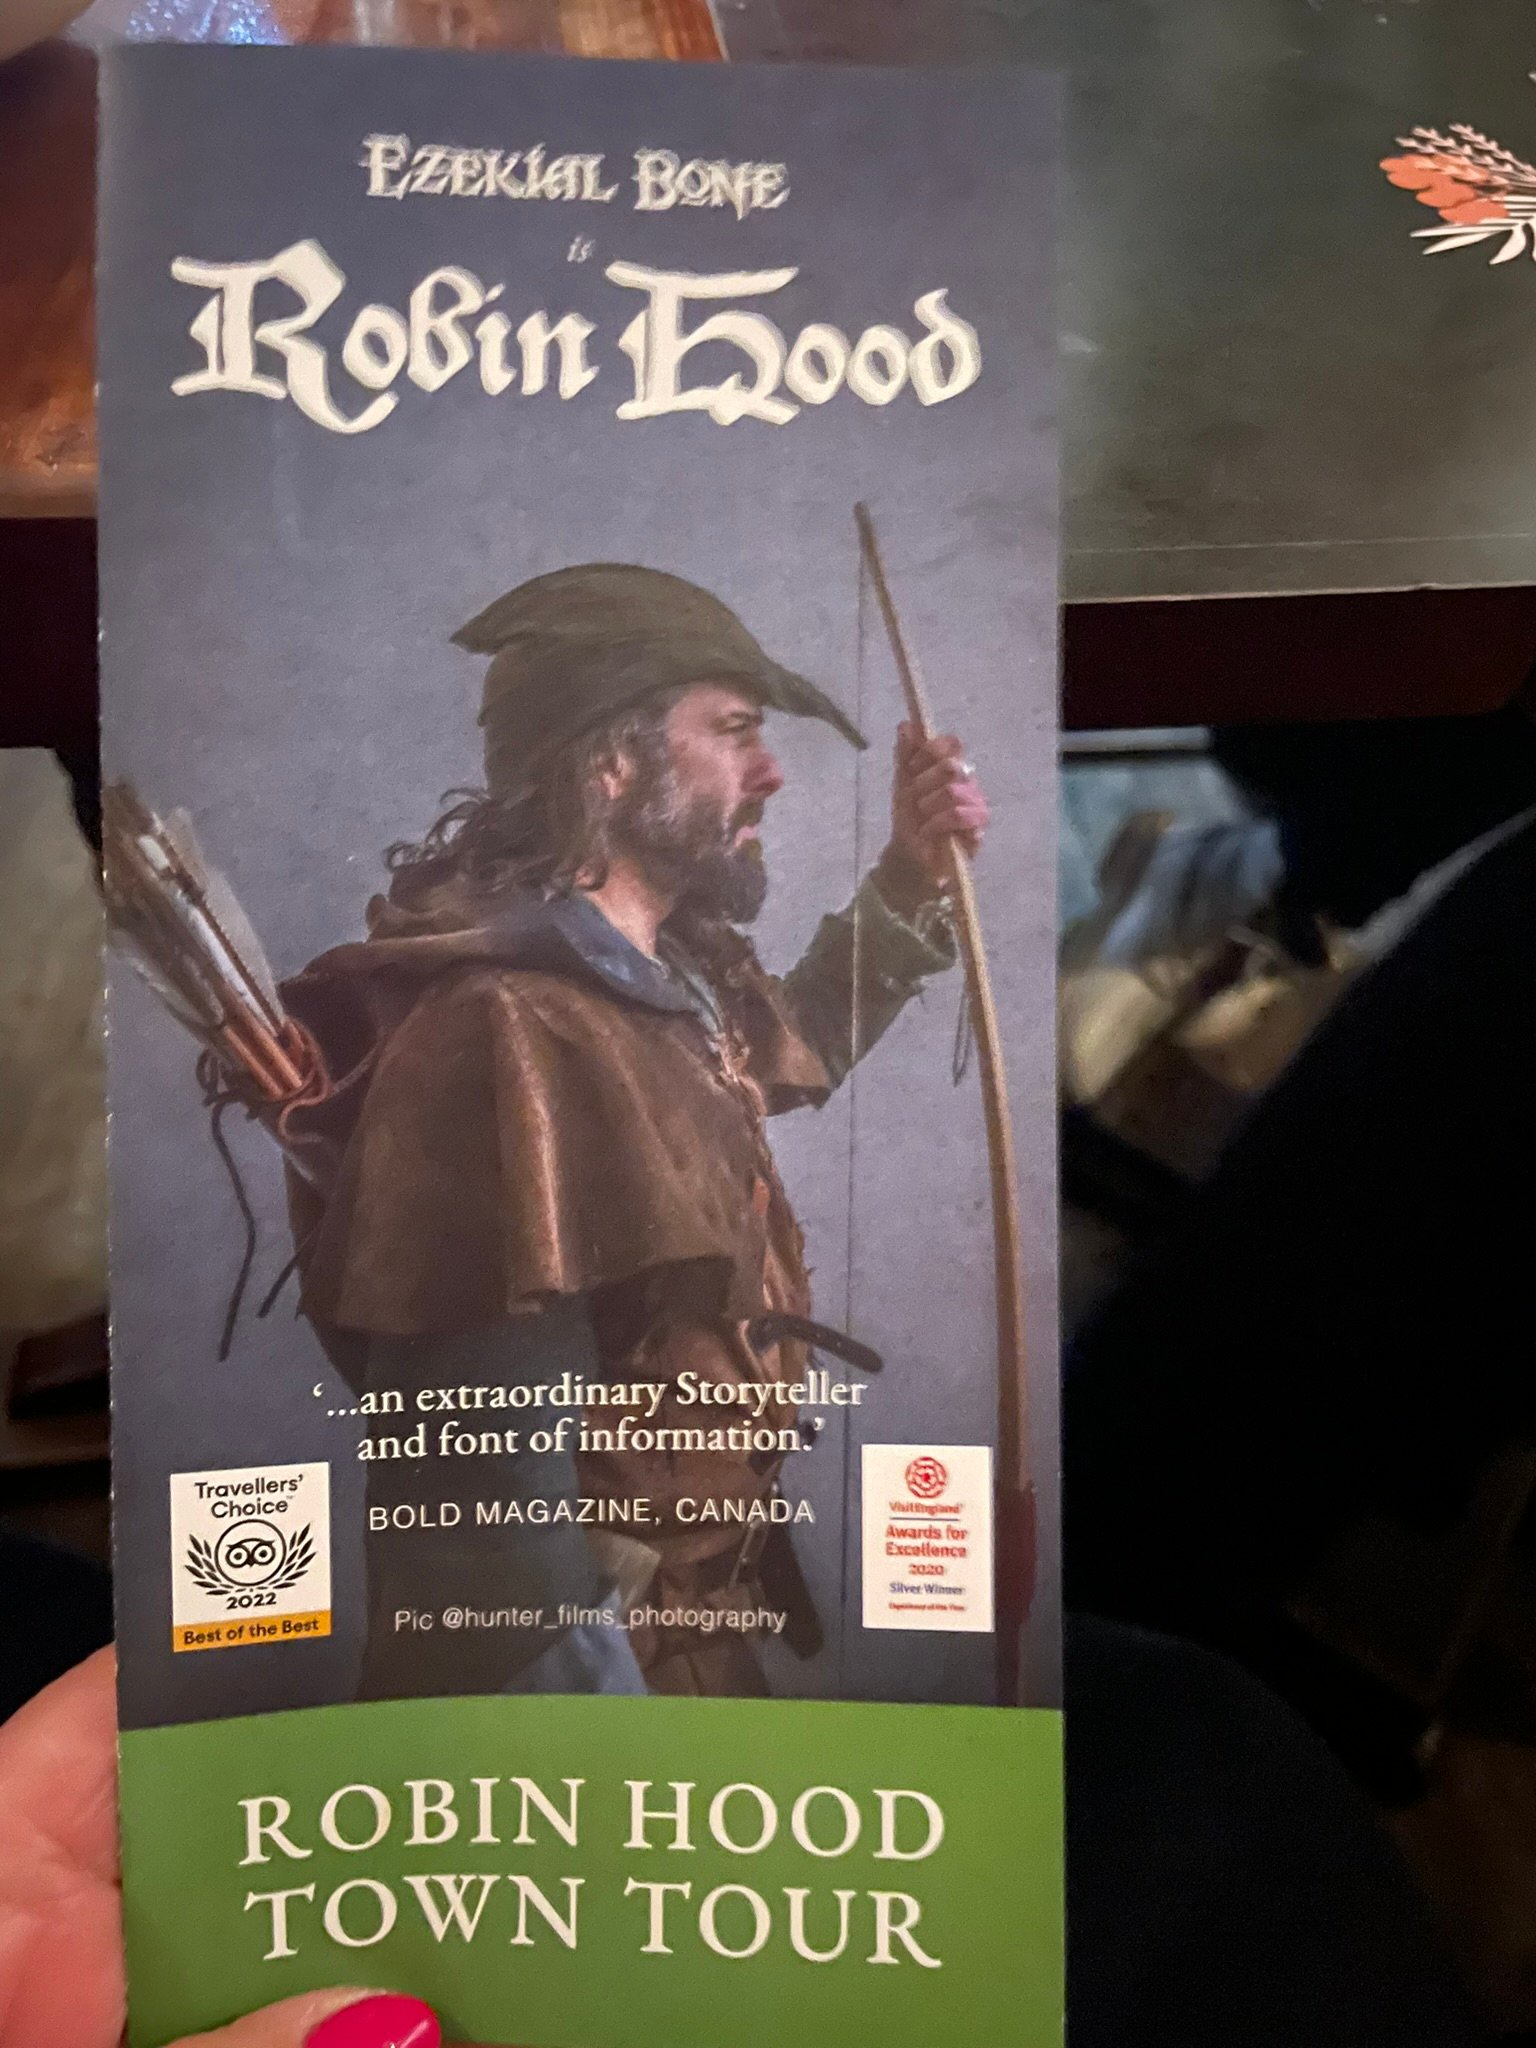 EZEKIAL BONE
is
Robin Hood
‘...an extraordinary Storyteller
and font of information.’
BOLD MAGAZINE, CANADA
Pic @hunter_films_photography
Travellers’
Choice™
2022
Best of the Best
VisitEngland®
Awards for
Excellence
2020
Silver Winner
ROBIN HOOD
TOWN TOUR